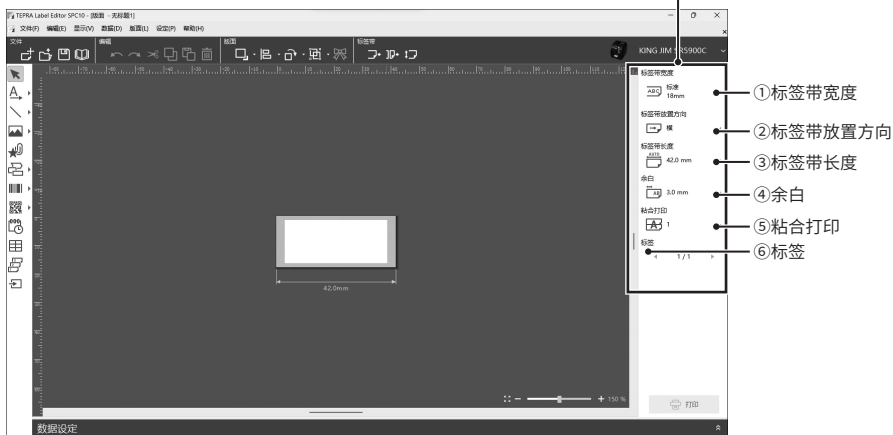 TEPRA Label Editor SPC10 - [版面 - 无标题1]
文件(F) 编辑(E) 显示(V) 数据(D) 版面(L) 设定(P) 帮助(H)
文件 编辑 版面 标签带
KING JIM SR5900C
标签带宽度
ABC 标准
18mm
①标签带宽度
标签带放置方向
横
②标签带放置方向
标签带长度
AUTO 42.0 mm
③标签带长度
余白
AB 3.0 mm
④余白
粘合打印
A 1
⑤粘合打印
标签
1 / 1
⑥标签
42.0mm
150 %
打印
数据设定